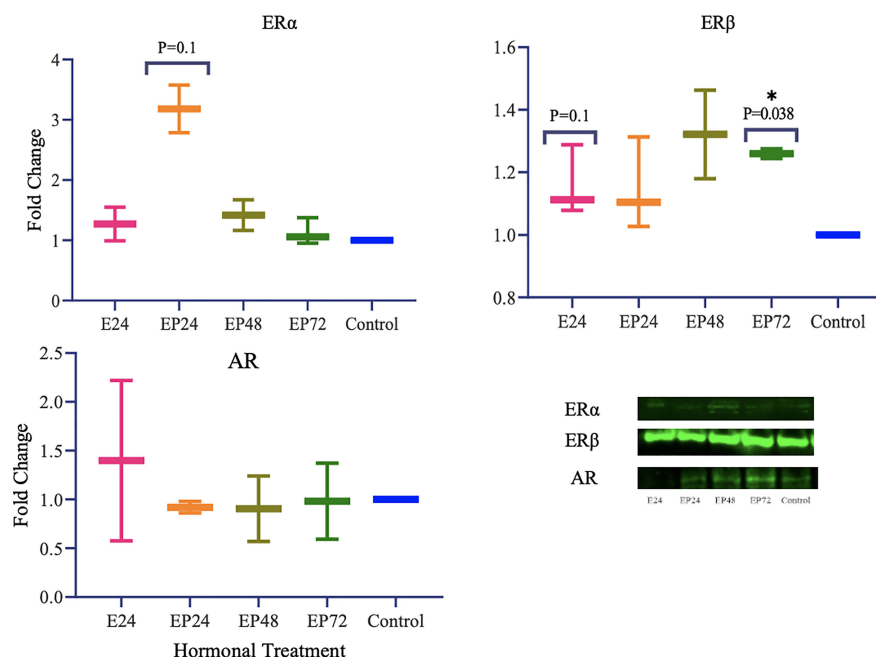 ERα
P=0.1
Fold Change
4
3
2
1
0
E24 EP24 EP48 EP72 Control
ERβ
*
P=0.1 P=0.038
1.6
1.4
1.2
1.0
0.8
E24 EP24 EP48 EP72 Control
AR
Fold Change
2.5
2.0
1.5
1.0
0.5
0.0
E24 EP24 EP48 EP72 Control
Hormonal Treatment
ERα
ERβ
AR
E24 EP24 EP48 EP72 Control